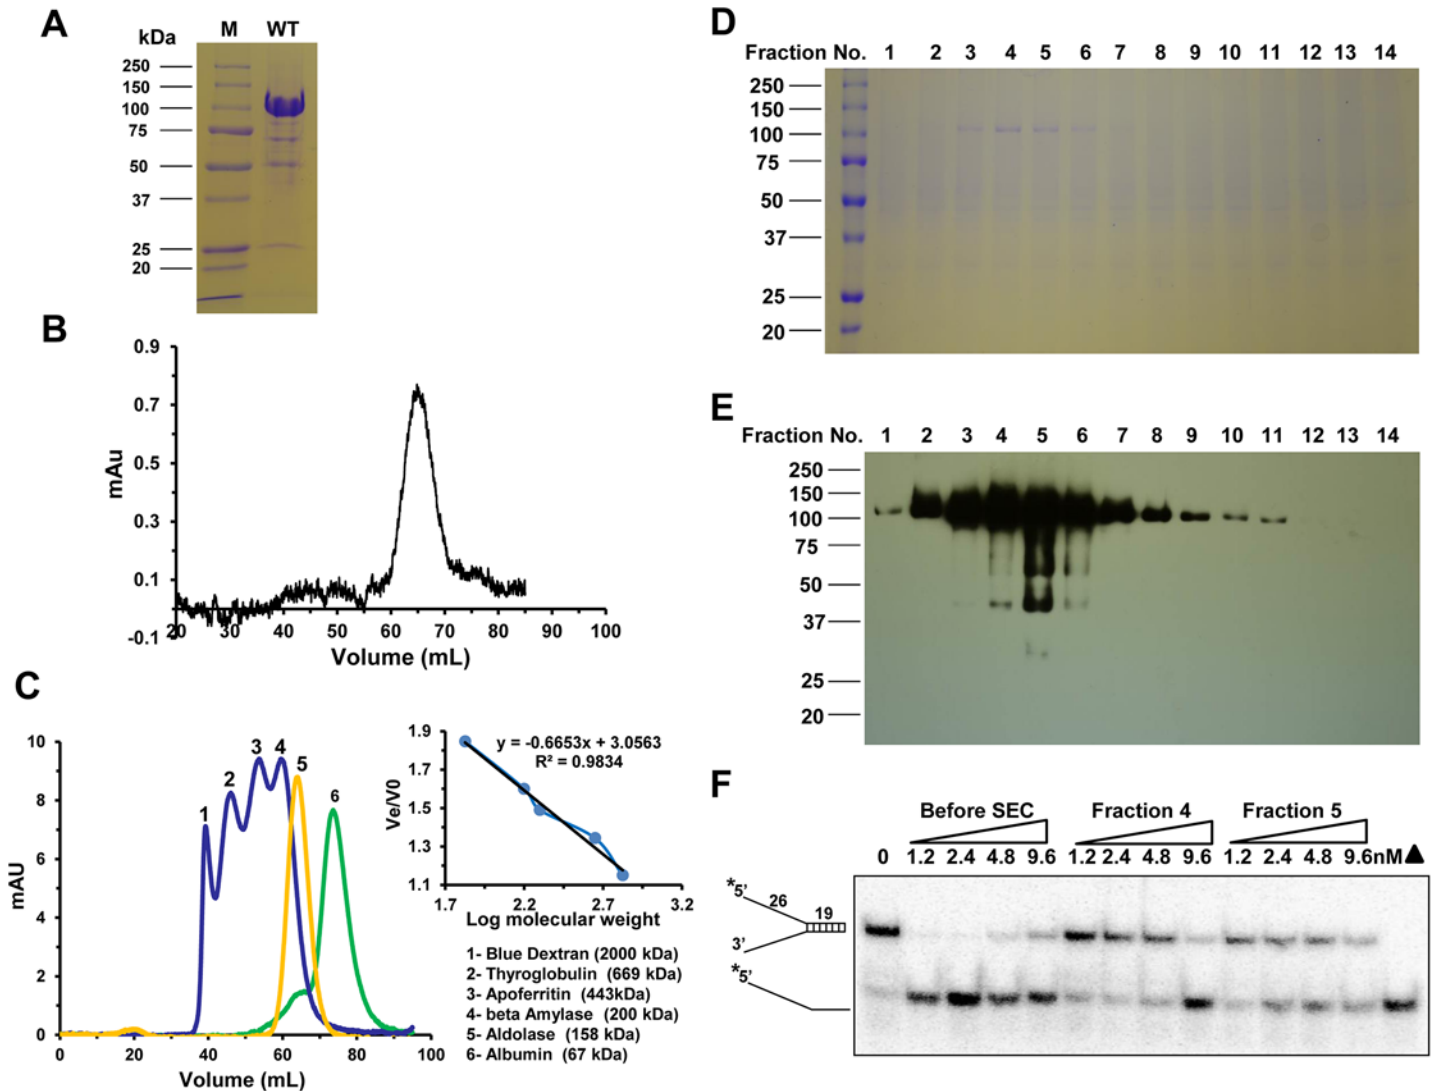 A
kDa
M WT
250
150
100
75
50
37
25
20
B
0.9
0.7
0.5
0.3
0.1
-0.1
mAu
20 30 40 50 60 70 80 90 100
Volume (mL)
C
10
8
6
4
2
0
mAU
1 2 3 4 5 6
0 20 40 60 80 100
Volume (mL)
1.9
1.7
1.5
1.3
1.1
Ve/V0
y = -0.6653x + 3.0563
R² = 0.9834
1.7 2.2 2.7 3.2
Log molecular weight
1- Blue Dextran (2000 kDa)
2- Thyroglobulin (669 kDa)
3- Apoferritin (443kDa)
4- beta Amylase (200 kDa)
5- Aldolase (158 kDa)
6- Albumin (67 kDa)
D
Fraction No. 1 2 3 4 5 6 7 8 9 10 11 12 13 14
250
150
100
75
50
37
25
20
E
Fraction No. 1 2 3 4 5 6 7 8 9 10 11 12 13 14
250
150
100
75
50
37
25
20
F
Before SEC Fraction 4 Fraction 5
0 1.2 2.4 4.8 9.6 1.2 2.4 4.8 9.6 1.2 2.4 4.8 9.6nM
*5'
26
19
3'
*5'